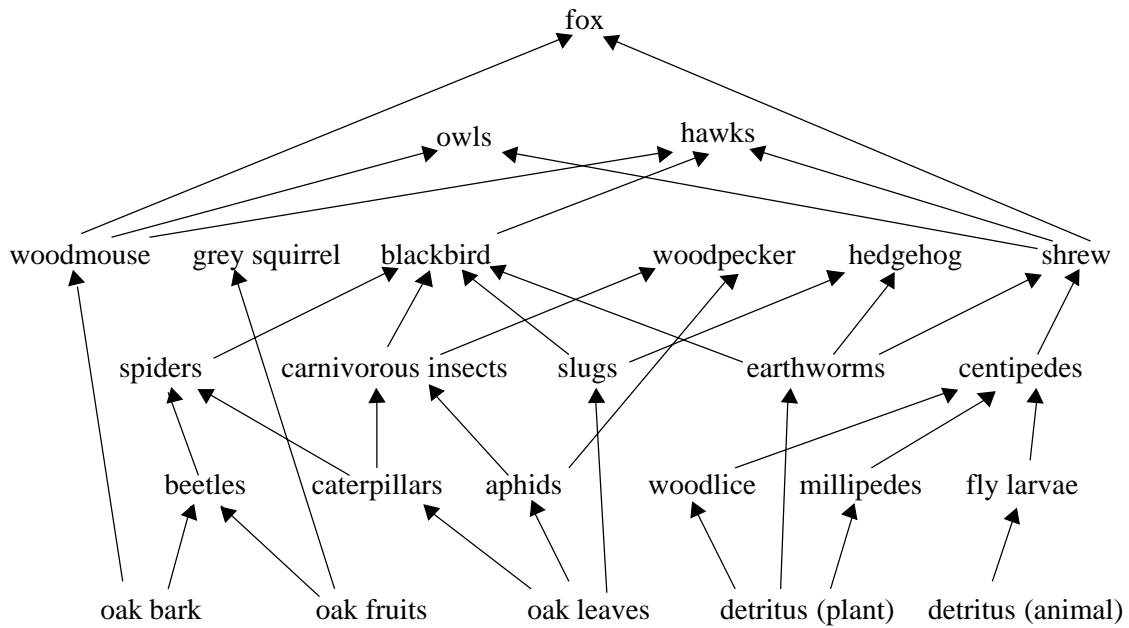 fox
owls
hawks
woodmouse grey squirrel blackbird woodpecker hedgehog shrew
spiders carnivorous insects slugs earthworms centipedes
beetles caterpillars aphids woodlice millipedes fly larvae
oak bark oak fruits oak leaves detritus (plant) detritus (animal)